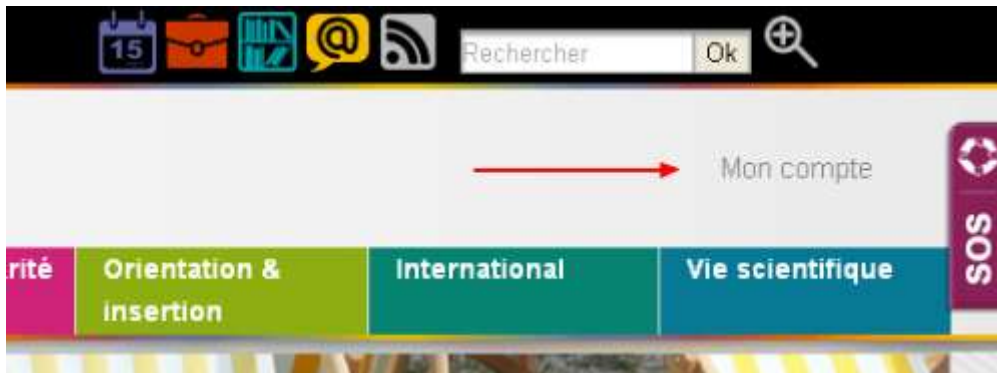 15
@
Rechercher
Ok
Mon compte
SOS
rité
Orientation &
insertion
International
Vie scientifique